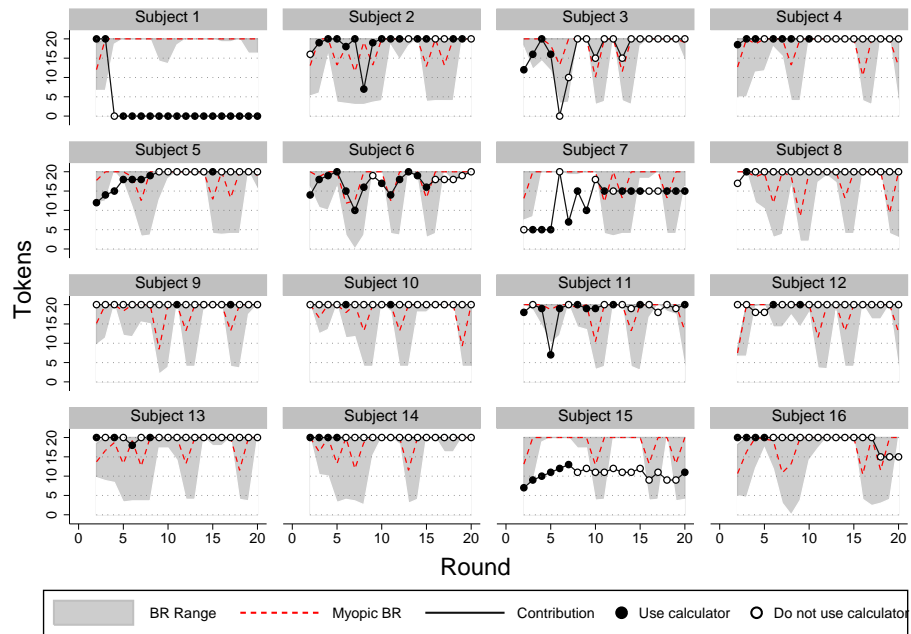 Subject 1 Subject 2 Subject 3 Subject 4
0 5 10 15 20
Subject 5 Subject 6 Subject 7 Subject 8
0 5 10 15 20
Subject 9 Subject 10 Subject 11 Subject 12
0 5 10 15 20
Subject 13 Subject 14 Subject 15 Subject 16
0 5 10 15 20
Tokens
0 5 10 15 20 0 5 10 15 20 0 5 10 15 20 0 5 10 15 20
Round
BR Range Myopic BR Contribution Use calculator Do not use calculator